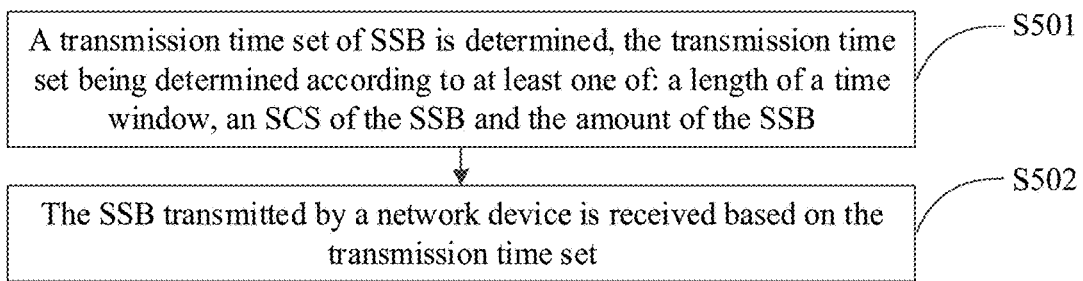 A transmission time set of SSB is determined, the transmission time
set being determined according to at least one of: a length of a time
window, an SCS of the SSB and the amount of the SSB
S501
The SSB transmitted by a network device is received based on the
transmission time set
S502